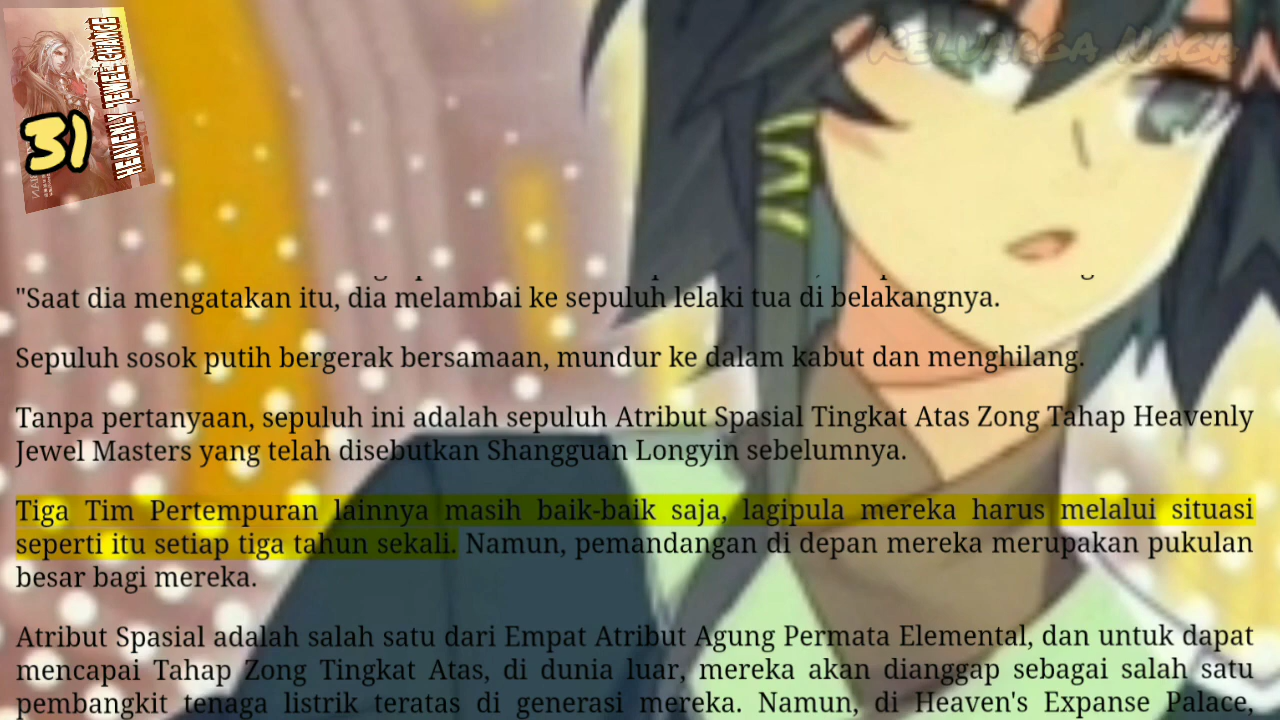 KELUARGA NAGA
HEAVENLY JEWEL CHANGE
31
"Saat dia mengatakan itu, dia melambai ke sepuluh lelaki tua di belakangnya.
Sepuluh sosok putih bergerak bersamaan, mundur ke dalam kabut dan menghilang.
Tanpa pertanyaan, sepuluh ini adalah sepuluh Atribut Spasial Tingkat Atas Zong Tahap Heavenly
Jewel Masters yang telah disebutkan Shangguan Longyin sebelumnya.
Tiga Tim Pertempuran lainnya masih baik-baik saja, lagipula mereka harus melalui situasi
seperti itu setiap tiga tahun sekali. Namun, pemandangan di depan mereka merupakan pukulan
besar bagi mereka.
Atribut Spasial adalah salah satu dari Empat Atribut Agung Permata Elemental, dan untuk dapat
mencapai Tahap Zong Tingkat Atas, di dunia luar, mereka akan dianggap sebagai salah satu
pembangkit tenaga listrik teratas di generasi mereka. Namun, di Heaven's Expanse Palace,